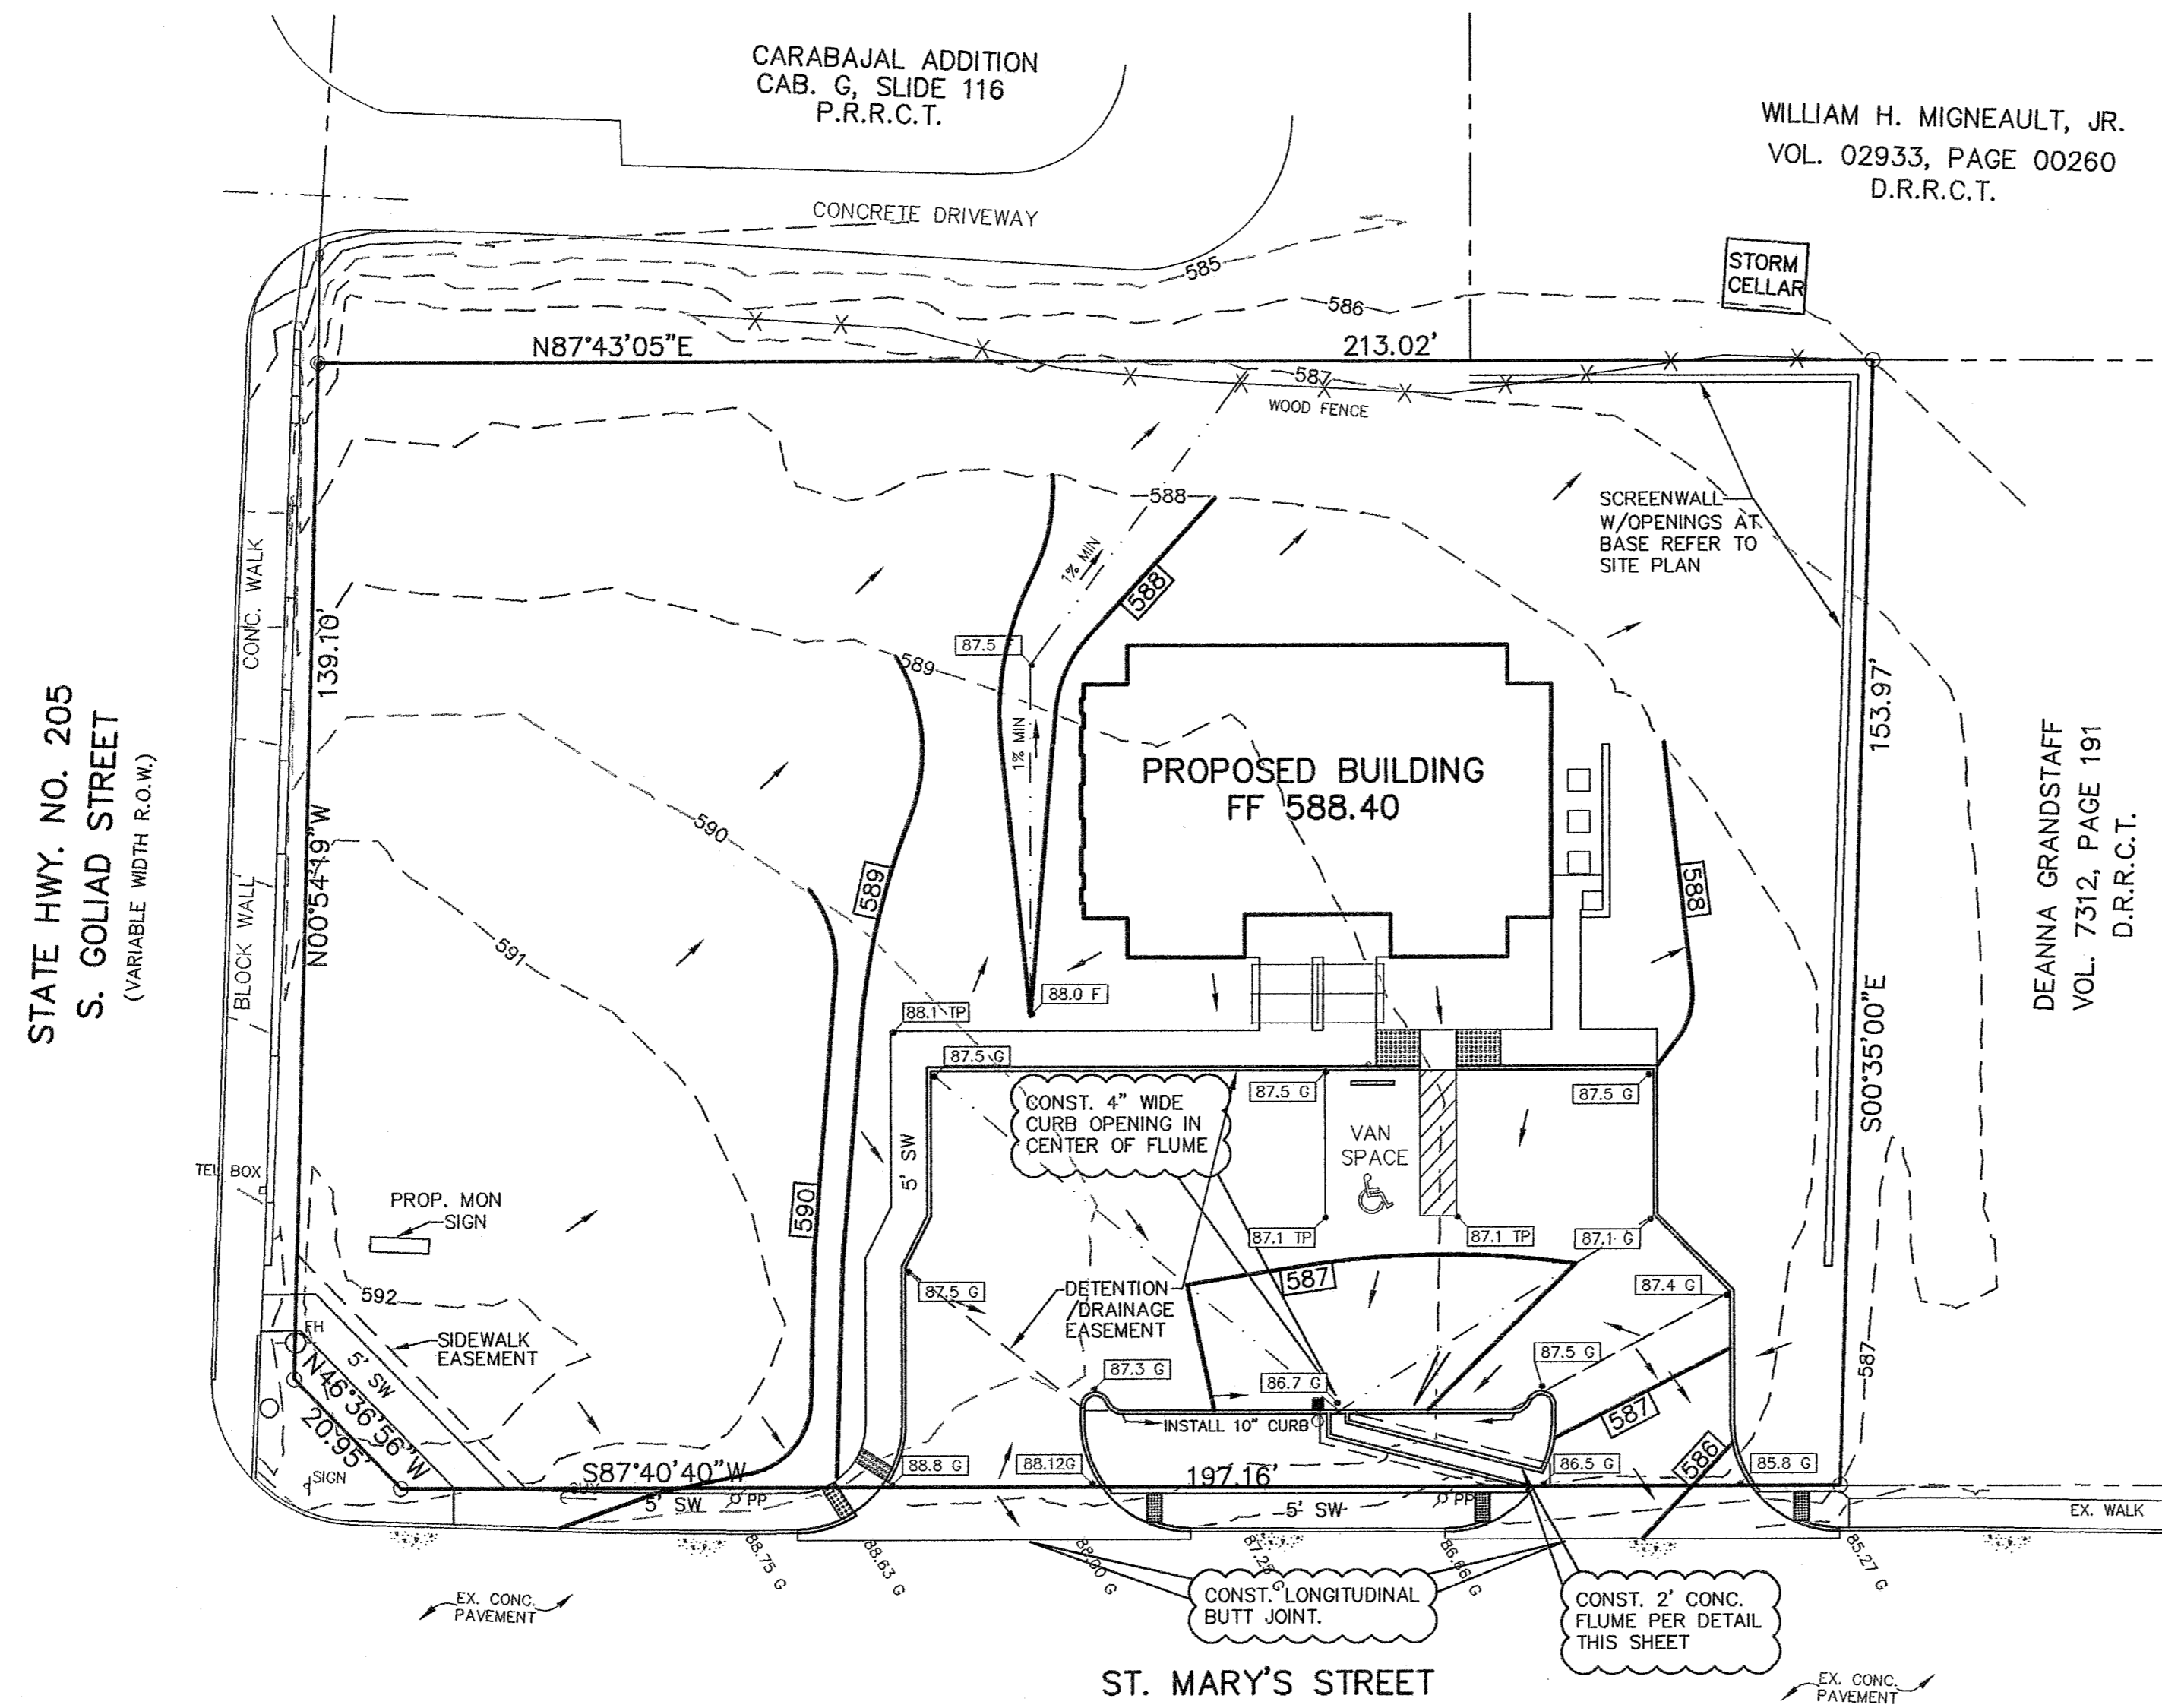 CARABAJAL ADDITION
CAB. G, SLIDE 116
P.R.R.C.T.
WILLIAM H. MIGNEAULT, JR.
VOL. 02933, PAGE 00260
D.R.R.C.T.
CONCRETE DRIVEWAY
585
586
STORM
CELLAR
N87°43'05"E
213.02'
587
WOOD FENCE
588
SCREENWALL
W/OPENINGS AT
BASE REFER TO
SITE PLAN
1% MIN
588
CONC. WALK
139.10'
87.5 F
589
STATE HWY. NO. 205
S. GOLIAD STREET
(VARIABLE WIDTH R.O.W.)
1% MIN
PROPOSED BUILDING
FF 588.40
153.97'
DEANNA GRANDSTAFF
VOL. 7312, PAGE 191
D.R.R.C.T.
590
589
588
N00°54'19"W
BLOCK WALL
591
88.0 F
88.1 TP
S00°35'00"E
87.5 G
87.5 G
87.5 G
CONST. 4" WIDE
CURB OPENING IN
CENTER OF FLUME
VAN
SPACE
5' SW
TEL BOX
PROP. MON
SIGN
590
87.1 TP
87.1 TP
87.1 G
592
87.5 G
DETENTION
/DRAINAGE
EASEMENT
587
87.4 G
FH
SIDEWALK
EASEMENT
5' SW
N46°36'56"W
20.95'
87.3 G
86.7 G
87.5 G
587
587
INSTALL 10" CURB
586
SIGN
S87°40'40"W
88.8 G
88.12G
197.16'
86.5 G
85.8 G
GUY
5' SW
PP
5' SW
PP
EX. WALK
88.75 G
88.63 G
88.00 G
87.25 G
86.66 G
85.27 G
EX. CONC.
PAVEMENT
CONST. LONGITUDINAL
BUTT JOINT.
CONST. 2' CONC.
FLUME PER DETAIL
THIS SHEET
ST. MARY'S STREET
EX. CONC.
PAVEMENT